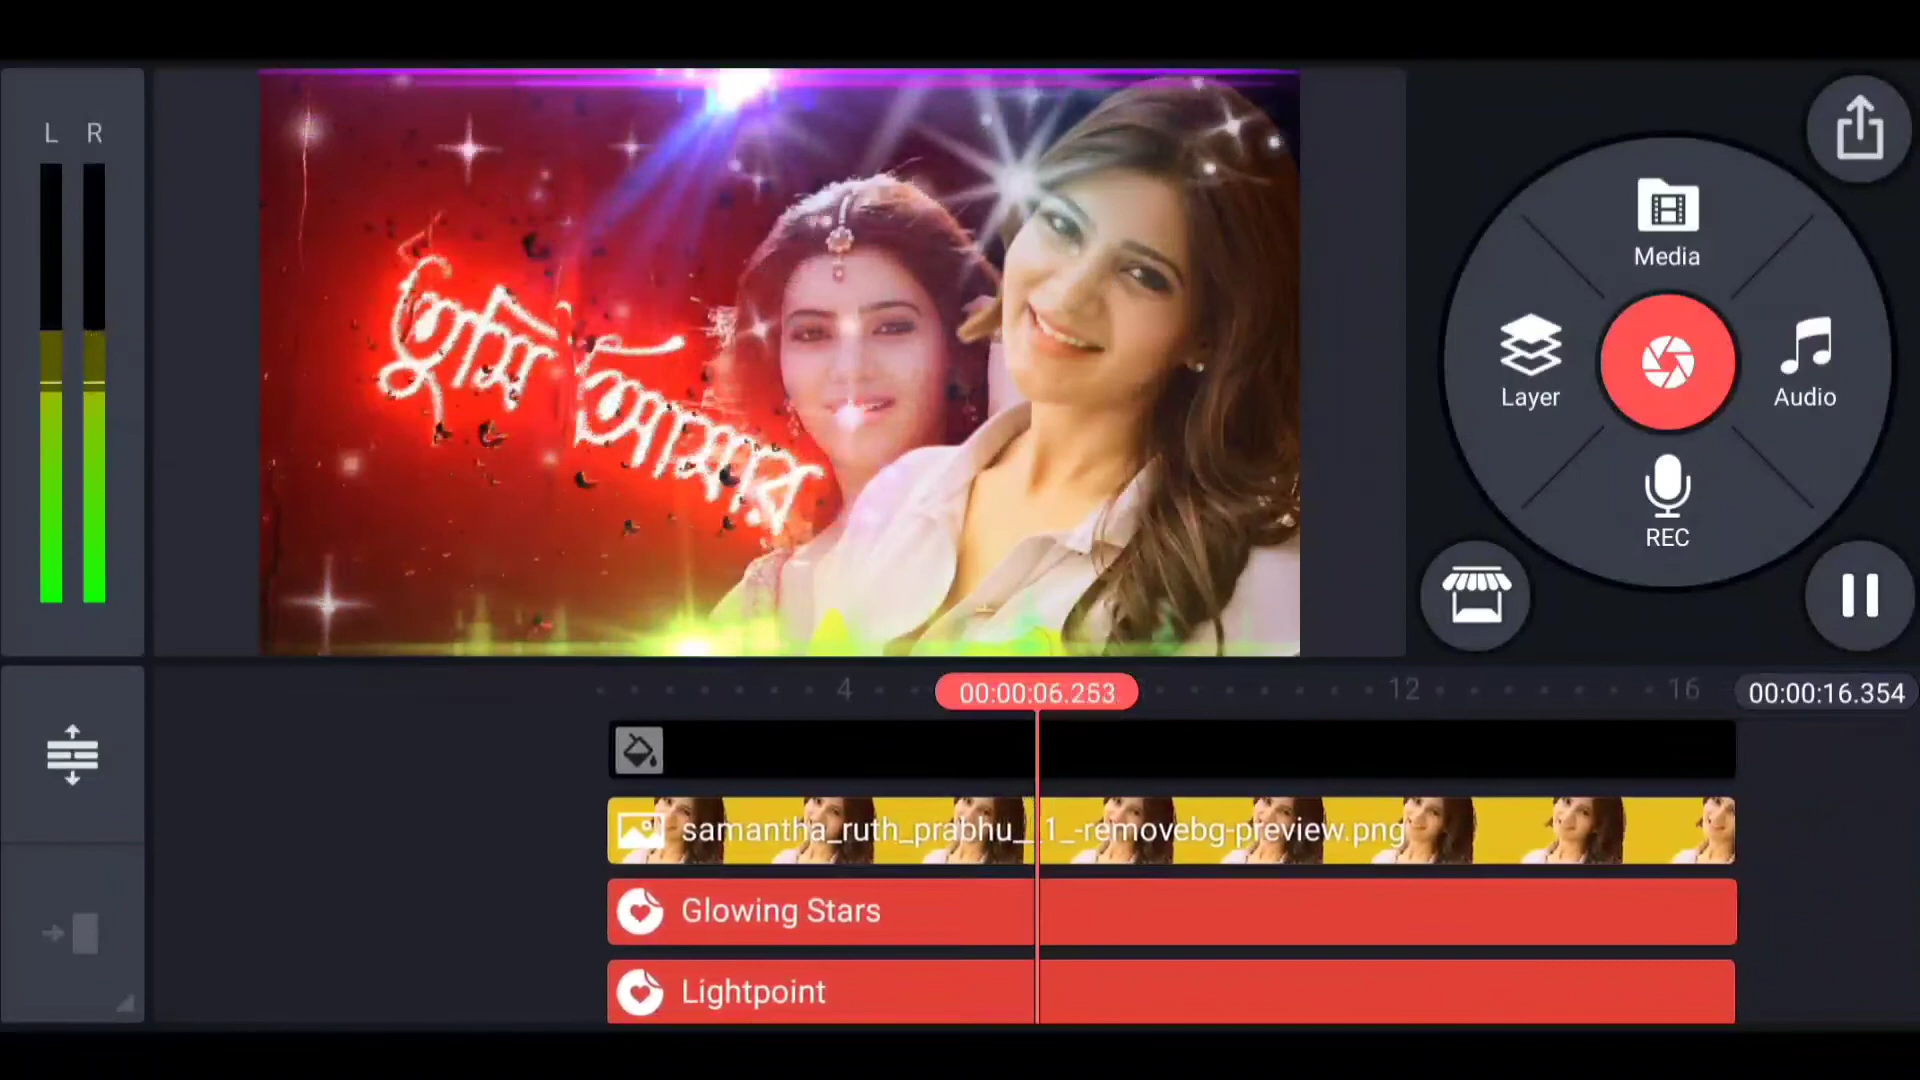 L R
তুমি আমার
Media
Layer
Audio
REC
4
00:00:06.253
12
16
00:00:16.354
samantha_ruth_prabhu__1_-removebg-preview.png
Glowing Stars
Lightpoint